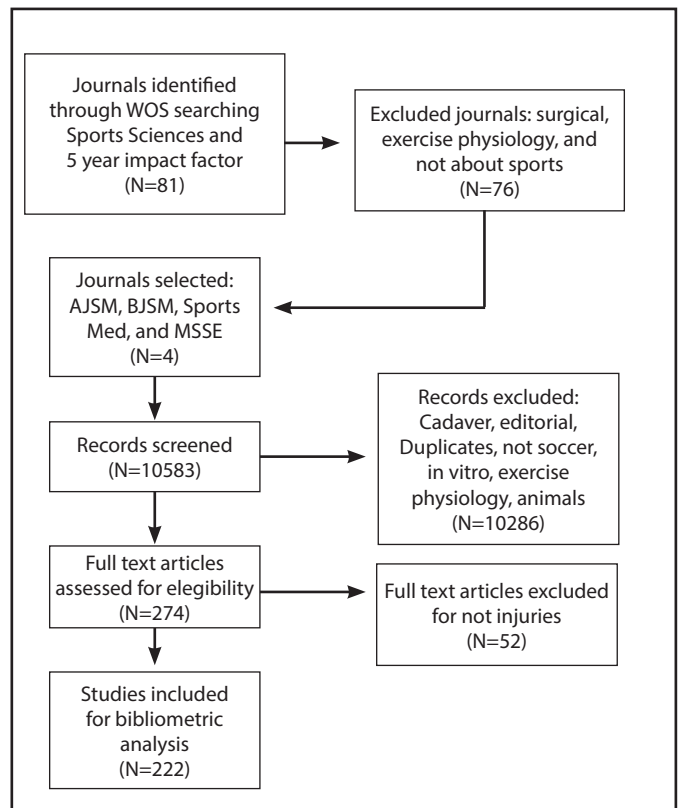 Journals identified
through WOS searching
Sports Sciences and
5 year impact factor
(N=81)
Excluded journals: surgical,
exercise physiology, and
not about sports
(N=76)
Journals selected:
AJSM, BJSM, Sports
Med, and MSSE
(N=4)
Records screened
(N=10583)
Records excluded:
Cadaver, editorial,
Duplicates, not soccer,
in vitro, exercise
physiology, animals
(N=10286)
Full text articles
assessed for elegibility
(N=274)
Full text articles excluded
for not injuries
(N=52)
Studies included
for bibliometric
analysis
(N=222)